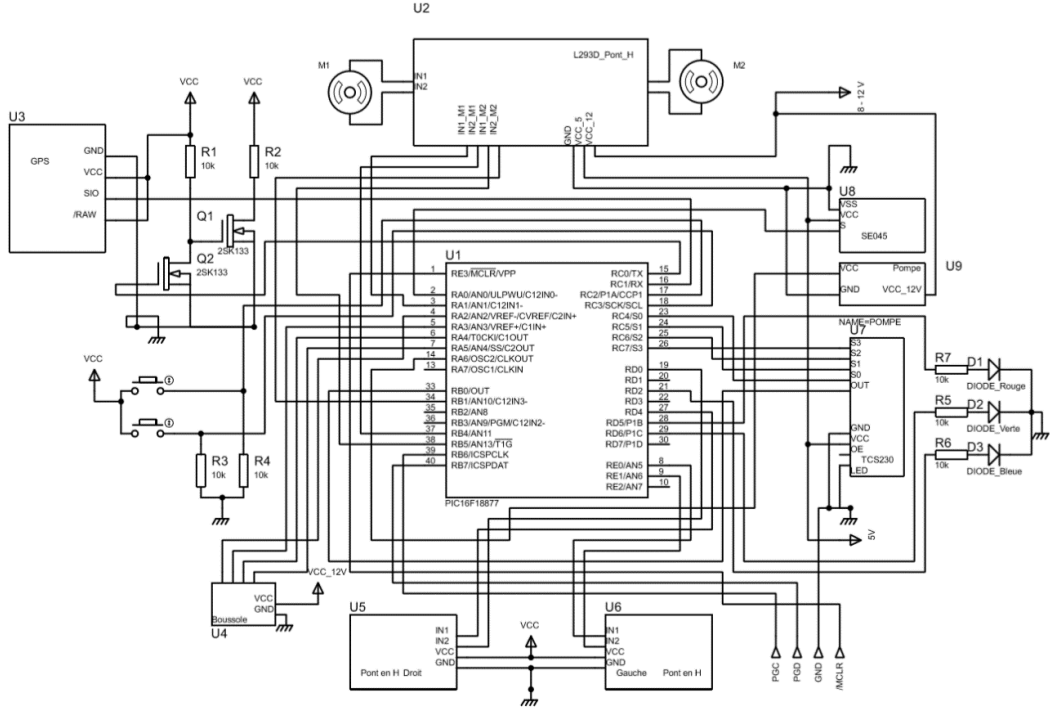 U2
L293D_Pont_H
M1
IN1
IN2
IN1_M1
IN2_M1
IN1_M2
IN2_M2
GND
VCC_5
VCC_12
M2
8 - 12 V
VCC
VCC
U3
GPS
GND
VCC
SIO
/RAW
R1
10k
R2
10k
Q1
2SK133
Q2
2SK133
U8
VSS
VCC
S
SE045
U9
VCC
Pompe
GND
VCC_12V
NAME=POMPE
U1
1 RE3/MCLR/VPP
2 RA0/AN0/ULPWU/C12IN0-
3 RA1/AN1/C12IN1-
4 RA2/AN2/VREF-/CVREF/C2IN+
5 RA3/AN3/VREF+/C1IN+
6 RA4/T0CKI/C1OUT
7 RA5/AN4/SS/C2OUT
14 RA6/OSC2/CLKOUT
13 RA7/OSC1/CLKIN
33 RB0/OUT
34 RB1/AN10/C12IN3-
35 RB2/AN8
36 RB3/AN9/PGM/C12IN2-
37 RB4/AN11
38 RB5/AN13/T1G
39 RB6/ICSPCLK
40 RB7/ICSPDAT
RC0/TX 15
RC1/RX 16
RC2/P1A/CCP1 17
RC3/SCK/SCL 18
RC4/S0 23
RC5/S1 24
RC6/S2 25
RC7/S3 26
RD0 19
RD1 20
RD2 21
RD3 22
RD4 27
RD5/P1B 28
RD6/P1C 29
RD7/P1D 30
RE0/AN5 8
RE1/AN6 9
RE2/AN7 10
PIC16F18877
U7
S3
S2
S1
S0
OUT
GND
VCC
OE
TCS230
LED
R7
10k
D1
DIODE_Rouge
R5
10k
D2
DIODE_Verte
R6
10k
D3
DIODE_Bleue
5V
VCC
R3
10k
R4
10k
VCC_12V
VCC
GND
Boussole
U4
U5
IN1
IN2
VCC
GND
Pont en H Droit
VCC
U6
IN1
IN2
VCC
GND
Gauche
Pont en H
PGC
PGD
GND
/MCLR